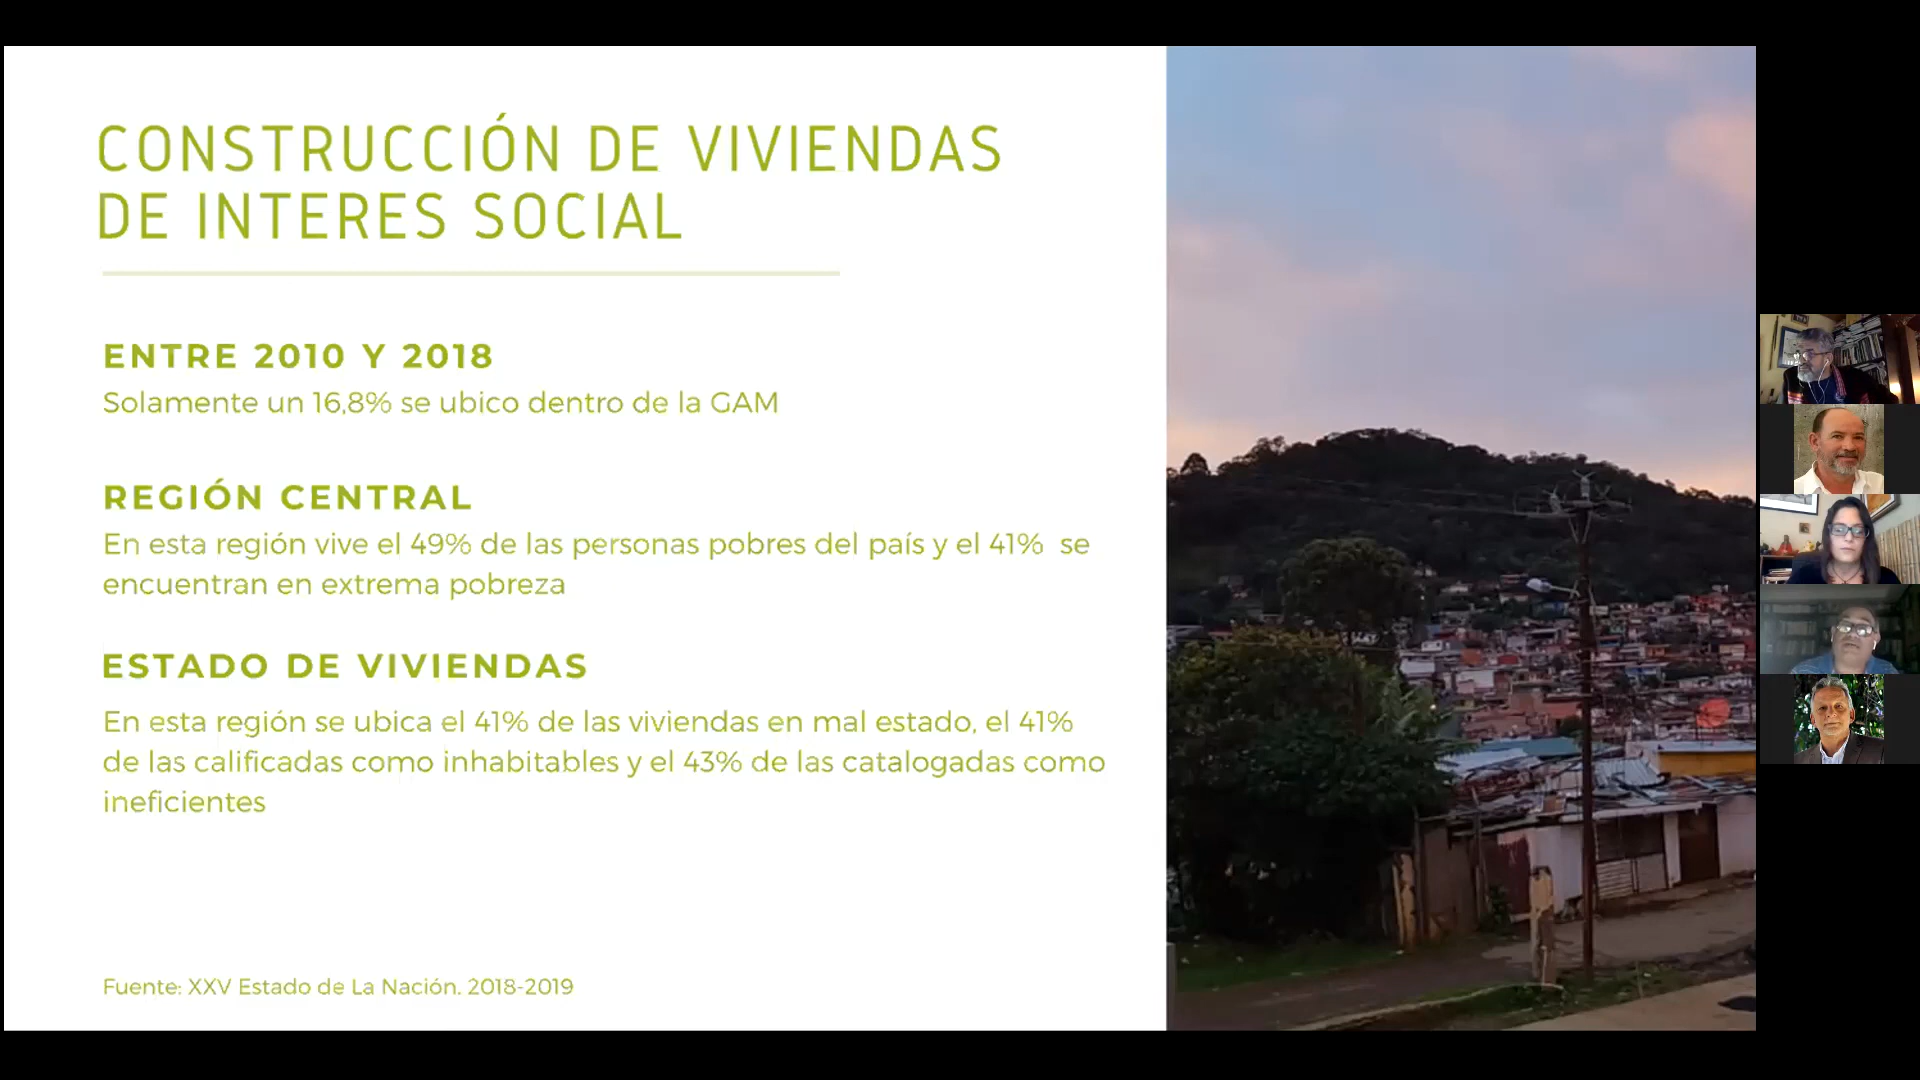 CONSTRUCCIÓN DE VIVIENDAS
DE INTERES SOCIAL
ENTRE 2010 Y 2018
Solamente un 16,8% se ubico dentro de la GAM
REGIÓN CENTRAL
En esta región vive el 49% de las personas pobres del país y el 41% se
encuentran en extrema pobreza
ESTADO DE VIVIENDAS
En esta región se ubica el 41% de las viviendas en mal estado, el 41%
de las calificadas como inhabitables y el 43% de las catalogadas como
ineficientes
Fuente: XXV Estado de La Nación. 2018-2019